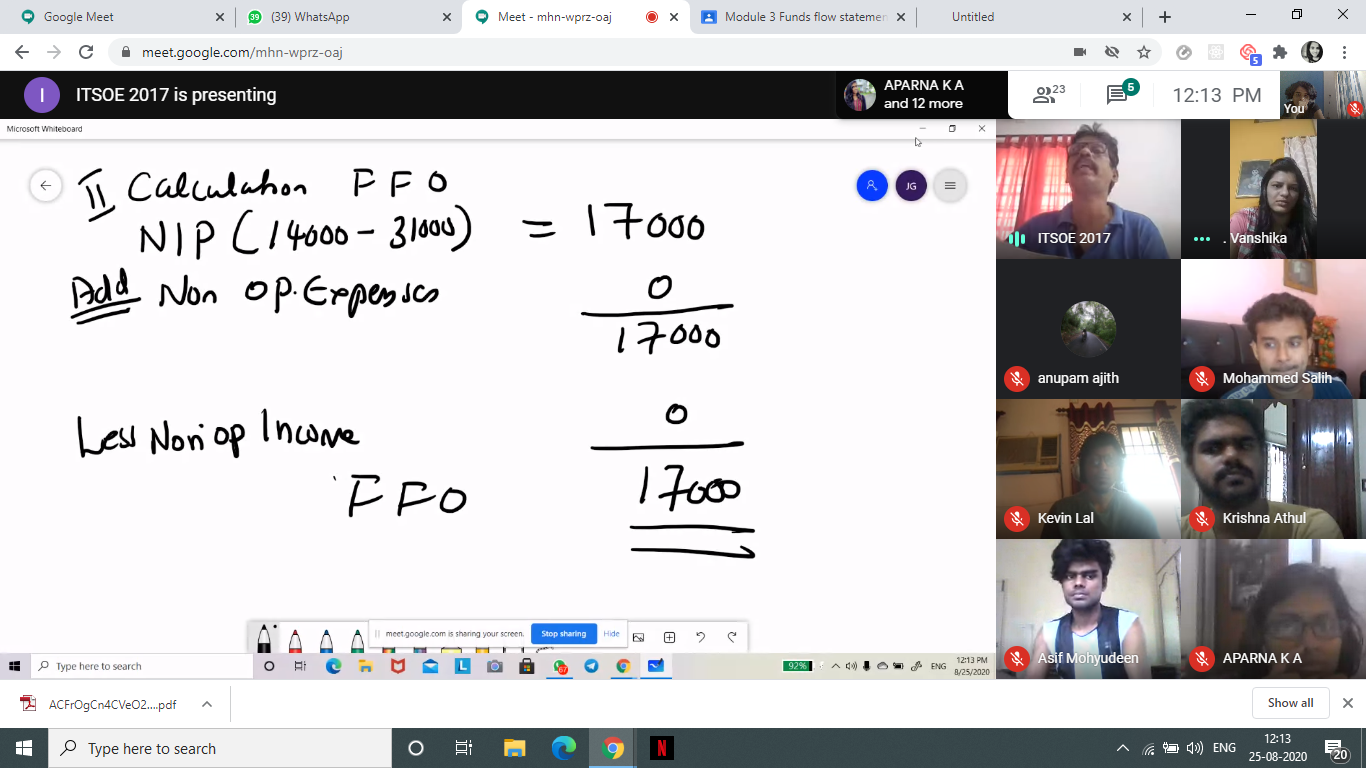 Google Meet
(39) WhatsApp
Meet - mhn-wprz-oaj
Module 3 Funds flow statemen
Untitled
meet.google.com/mhn-wprz-oaj
5
I
ITSOE 2017 is presenting
APARNA K A
and 12 more
23
5
12:13 PM
You
Microsoft Whiteboard
JG
II Calculation F F O
NIP (14000 - 31000) = 17000
Add Non OP. Expenses 0
17000
Less Non op Income 0
F F O 17000
ITSOE 2017
. Vanshika
anupam ajith
Mohammed Salih
Kevin Lal
Krishna Athul
Asif Mohyudeen
APARNA K A
meet.google.com is sharing your screen.
Stop sharing
Hide
Type here to search
67
92%
ENG
12:13 PM
8/25/2020
ACFrOgCn4CVeO2....pdf
Show all
Type here to search
N
ENG
12:13
25-08-2020
20